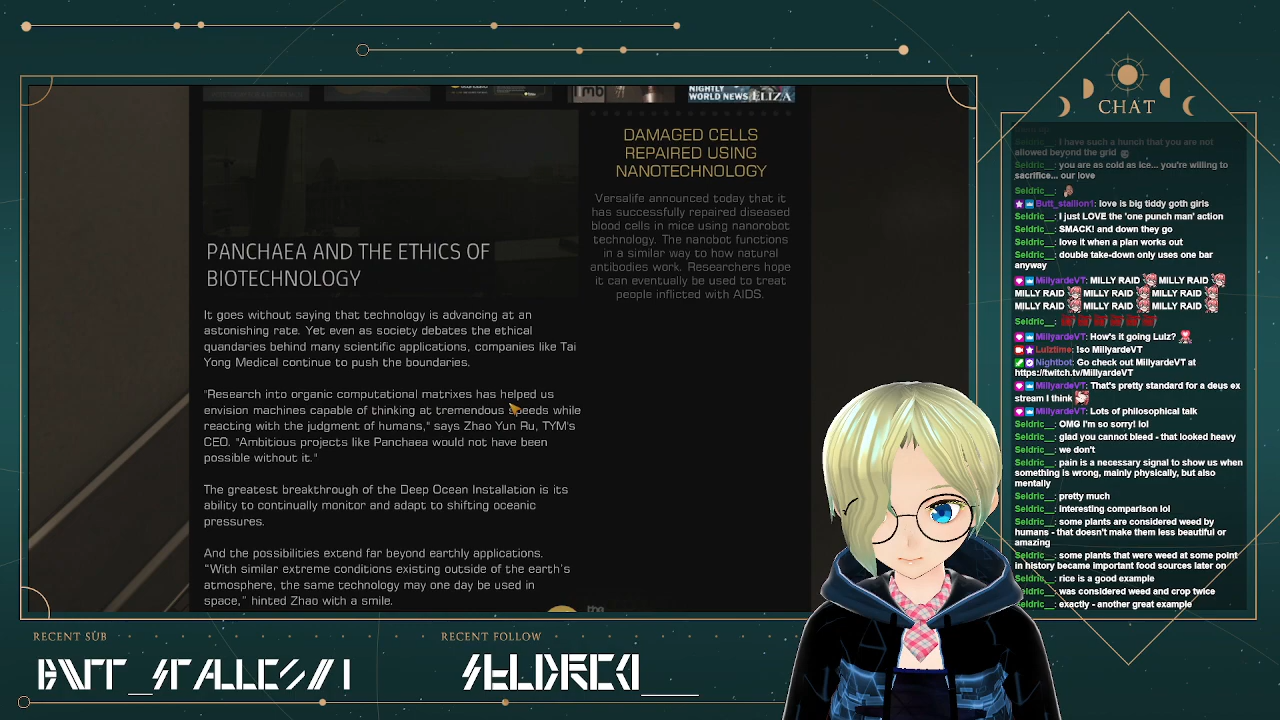 NIGHTLY
WORLD NEWS ELIZA
PANCHAEA AND THE ETHICS OF
BIOTECHNOLOGY
It goes without saying that technology is advancing at an
astonishing rate. Yet even as society debates the ethical
quandaries behind many scientific applications, companies like Tai
Yong Medical continue to push the boundaries.
"Research into organic computational matrixes has helped us
envision machines capable of thinking at tremendous speeds while
reacting with the judgment of humans," says Zhao Yun Ru, TYM's
CEO. "Ambitious projects like Panchaea would not have been
possible without it."
The greatest breakthrough of the Deep Ocean Installation is its
ability to continually monitor and adapt to shifting oceanic
pressures.
And the possibilities extend far beyond earthly applications.
"With similar extreme conditions existing outside of the earth's
atmosphere, the same technology may one day be used in
space," hinted Zhao with a smile.
the
DAMAGED CELLS
REPAIRED USING
NANOTECHNOLOGY
Versalife announced today that it
has successfully repaired diseased
blood cells in mice using nanorobot
technology. The nanobot functions
in a similar way to how natural
antibodies work. Researchers hope
it can eventually be used to treat
people inflicted with AIDS.
CHAT
Seldric__: I have such a hunch that you are not
allowed beyond the grid
Seldric__: you are as cold as ice... you're willing to
sacrifice... our love
Seldric__:
Butt_stallion1: love is big tiddy goth girls
Seldric__: I just LOVE the 'one punch man' action
Seldric__: SMACK! and down they go
Seldric__: love it when a plan works out
Seldric__: double take-down only uses one bar
anyway
MillyardeVT: MILLY RAID MILLY RAID
MILLY RAID MILLY RAID MILLY RAID
MILLY RAID MILLY RAID MILLY RAID
Seldric__:
MillyardeVT: How's it going Lulz?
Lulztime: !so MillyardeVT
Nightbot: Go check out MillyardeVT at
https://twitch.tv/MillyardeVT
MillyardeVT: That's pretty standard for a deus ex
stream I think
MillyardeVT: Lots of philosophical talk
Seldric__: OMG I'm so sorry! lol
Seldric__: glad you cannot bleed - that looked heavy
Seldric__: we don't
Seldric__: pain is a necessary signal to show us when
something is wrong, mainly physically, but also
mentally
Seldric__: pretty much
Seldric__: interesting comparison lol
Seldric__: some plants are considered weed by
humans - that doesn't make them less beautiful or
amazing
Seldric__: some plants that were weed at some point
in history became important food sources later on
Seldric__: rice is a good example
Seldric__: was considered weed and crop twice
Seldric__: exactly - another great example
RECENT SUB
BUTT_STALLION1
RECENT FOLLOW
SELDRIC__